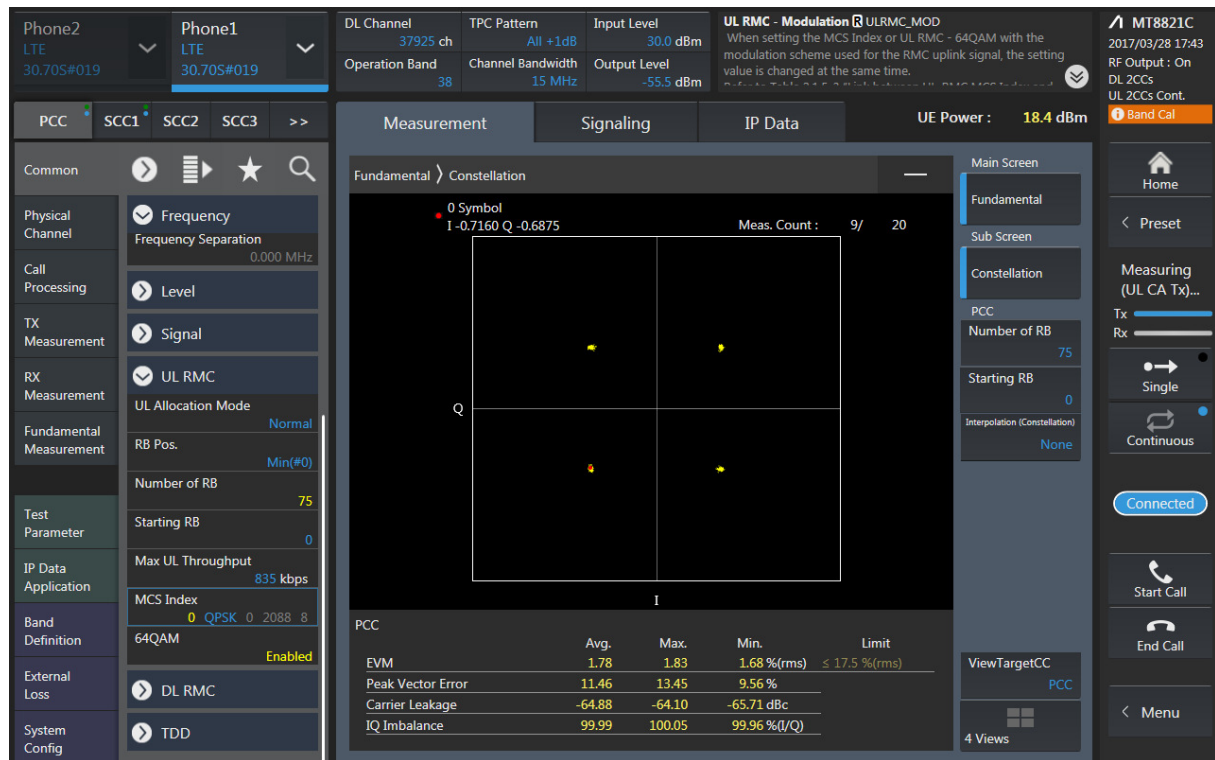 Phone2
LTE
30.70S#019
Phone1
LTE
30.70S#019
DL Channel
37925 ch
TPC Pattern
All +1dB
Input Level
30.0 dBm
Operation Band
38
Channel Bandwidth
15 MHz
Output Level
-55.5 dBm
UL RMC - Modulation R ULRMC_MOD
When setting the MCS Index or UL RMC - 64QAM with the
modulation scheme used for the RMC uplink signal, the setting
value is changed at the same time.
MT8821C
2017/03/28 17:43
RF Output : On
DL 2CCs
UL 2CCs Cont.
Band Cal
PCC SCC1 SCC2 SCC3 >>
Measurement Signaling IP Data
UE Power : 18.4 dBm
Common
Physical
Channel
Call
Processing
TX
Measurement
RX
Measurement
Fundamental
Measurement
Test
Parameter
IP Data
Application
Band
Definition
External
Loss
System
Config
Frequency
Frequency Separation
0.000 MHz
Level
Signal
UL RMC
UL Allocation Mode
Normal
RB Pos.
Min(#0)
Number of RB
75
Starting RB
0
Max UL Throughput
835 kbps
MCS Index
0 QPSK 0 2088 8
64QAM
Enabled
DL RMC
TDD
Fundamental 〉 Constellation
0 Symbol
I -0.7160 Q -0.6875
Meas. Count : 9/ 20
Q
I
PCC
Avg. Max. Min. Limit
EVM 1.78 1.83 1.68 %(rms) ≤ 17.5 %(rms)
Peak Vector Error 11.46 13.45 9.56 %
Carrier Leakage -64.88 -64.10 -65.71 dBc
IQ Imbalance 99.99 100.05 99.96 %(I/Q)
Main Screen
Fundamental
Sub Screen
Constellation
PCC
Number of RB
75
Starting RB
0
Interpolation (Constellation)
None
ViewTargetCC
PCC
4 Views
Home
< Preset
Measuring
(UL CA Tx)...
Tx
Rx
Single
Continuous
Connected
Start Call
End Call
< Menu